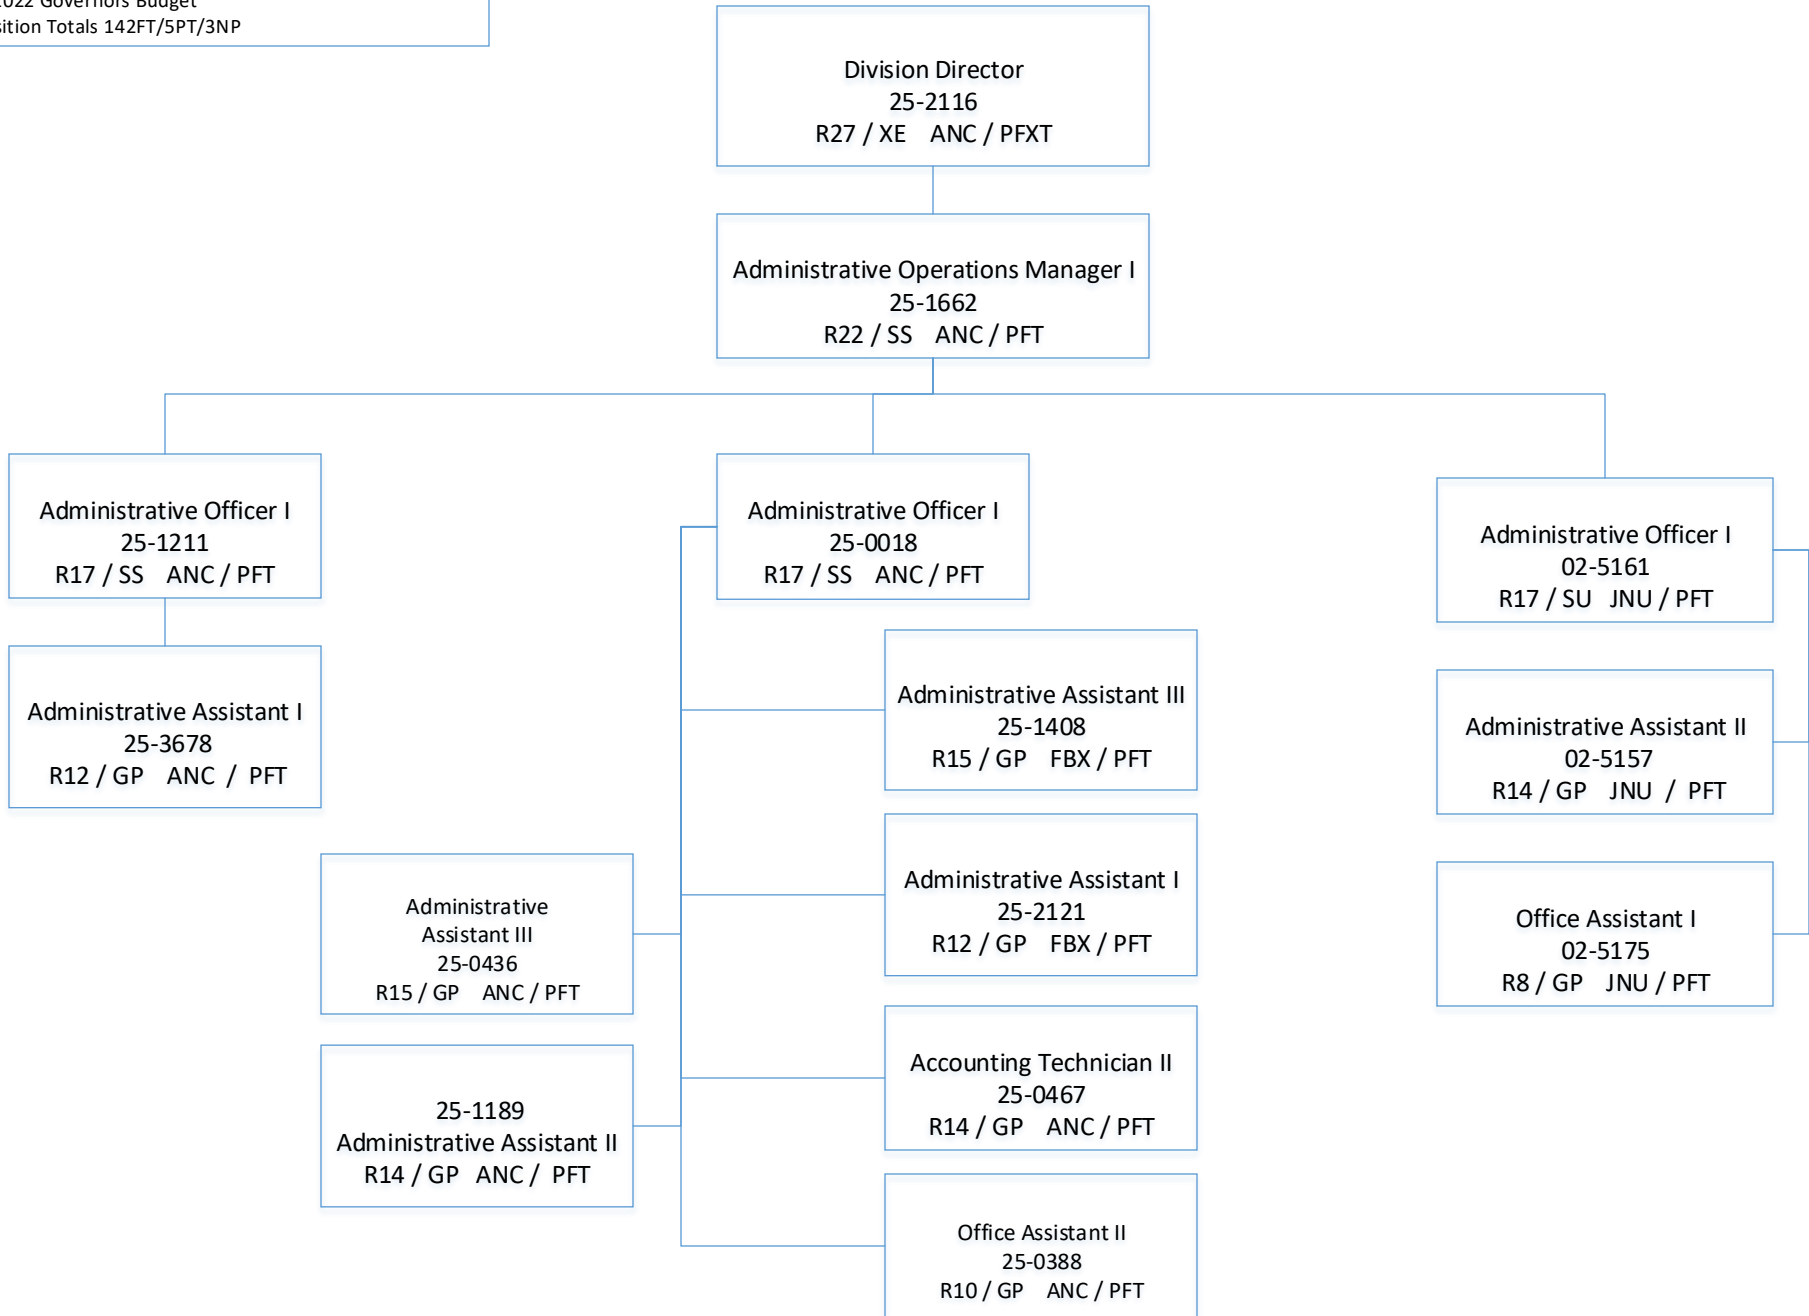 2022 Governors Budget
Totals 142FT/5PT/3NP
Division Director
25-2116
R27 / XE ANC / PFXT
Administrative Operations Manager I
25-1662
R22 / SS ANC / PFT
Administrative Officer I
25-1211
R17 / SS ANC / PFT
Administrative Assistant I
25-3678
R12 / GP ANC / PFT
Administrative Officer I
25-0018
R17 / SS ANC / PFT
Administrative Assistant III
25-1408
R15 / GP FBX / PFT
Administrative Assistant I
25-2121
R12 / GP FBX / PFT
Administrative
Assistant III
25-0436
R15 / GP ANC / PFT
25-1189
Administrative Assistant II
R14 / GP ANC / PFT
Accounting Technician II
25-0467
R14 / GP ANC / PFT
Office Assistant II
25-0388
R10 / GP ANC / PFT
Administrative Officer I
02-5161
R17 / SU JNU / PFT
Administrative Assistant II
02-5157
R14 / GP JNU / PFT
Office Assistant I
02-5175
R8 / GP JNU / PFT